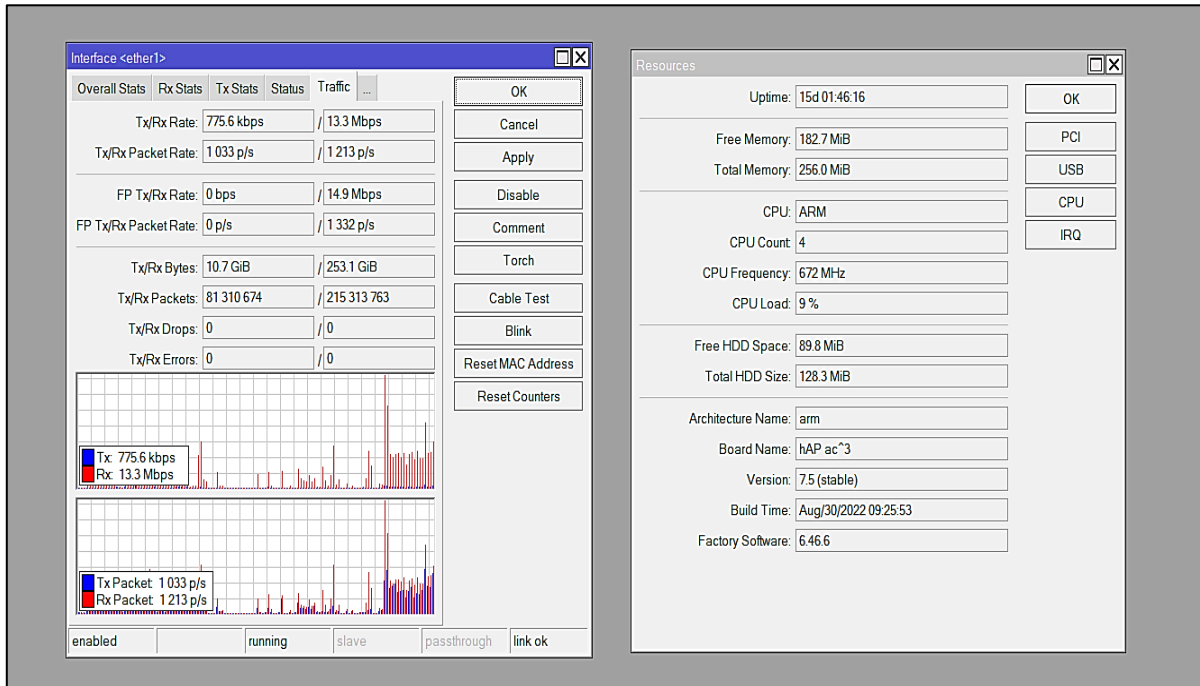 Interface <ether1>
Overall Stats Rx Stats Tx Stats Status Traffic ...
Tx/Rx Rate: 775.6 kbps / 13.3 Mbps
Tx/Rx Packet Rate: 1 033 p/s / 1 213 p/s
FP Tx/Rx Rate: 0 bps / 14.9 Mbps
FP Tx/Rx Packet Rate: 0 p/s / 1 332 p/s
Tx/Rx Bytes: 10.7 GiB / 253.1 GiB
Tx/Rx Packets: 81 310 674 / 215 313 763
Tx/Rx Drops: 0 / 0
Tx/Rx Errors: 0 / 0
Tx: 775.6 kbps
Rx: 13.3 Mbps
Tx Packet: 1 033 p/s
Rx Packet: 1 213 p/s
OK
Cancel
Apply
Disable
Comment
Torch
Cable Test
Blink
Reset MAC Address
Reset Counters
enabled running slave passthrough link ok
Resources
Uptime: 15d 01:46:16
Free Memory: 182.7 MiB
Total Memory: 256.0 MiB
CPU: ARM
CPU Count: 4
CPU Frequency: 672 MHz
CPU Load: 9 %
Free HDD Space: 89.8 MiB
Total HDD Size: 128.3 MiB
Architecture Name: arm
Board Name: hAP ac^3
Version: 7.5 (stable)
Build Time: Aug/30/2022 09:25:53
Factory Software: 6.46.6
OK
PCI
USB
CPU
IRQ